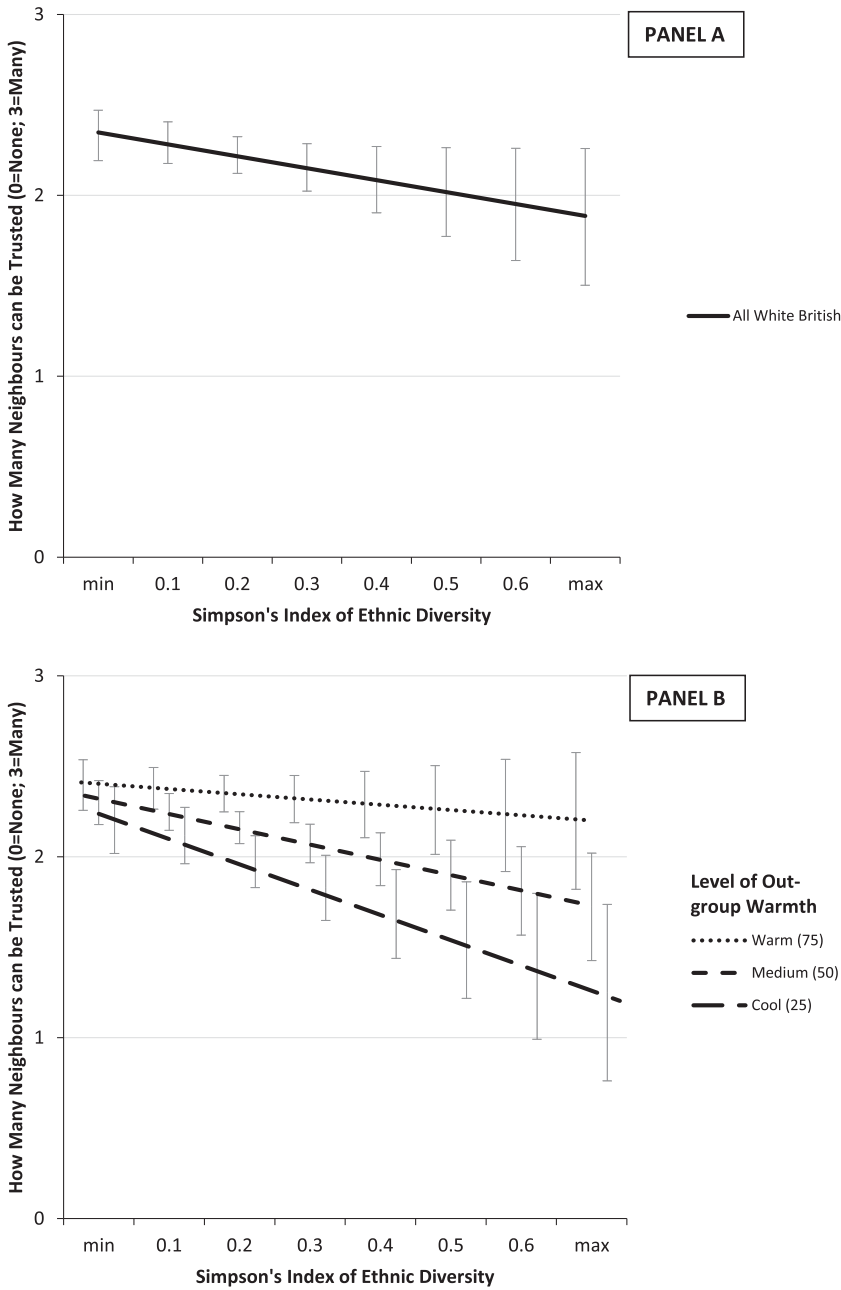 PANEL A
How Many Neighbours can be Trusted (0=None; 3=Many)
3
2
1
0
All White British
min 0.1 0.2 0.3 0.4 0.5 0.6 max
Simpson's Index of Ethnic Diversity
PANEL B
How Many Neighbours can be Trusted (0=None; 3=Many)
3
2
1
0
Level of Out-
group Warmth
Warm (75)
Medium (50)
Cool (25)
min 0.1 0.2 0.3 0.4 0.5 0.6 max
Simpson's Index of Ethnic Diversity